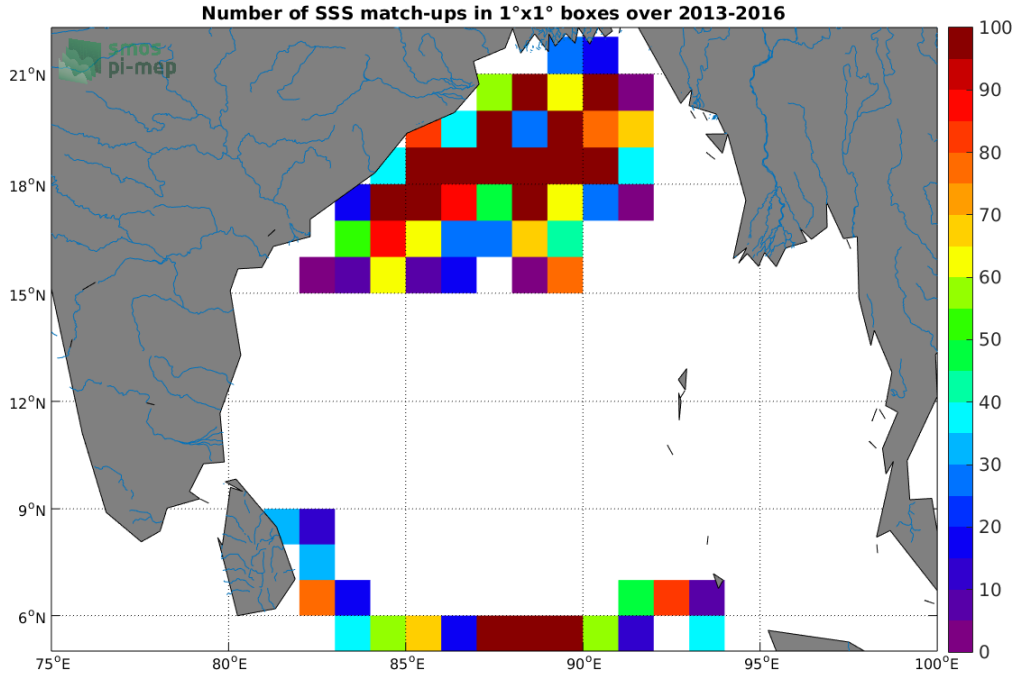 Number of SSS match-ups in 1°x1° boxes over 2013-2016
smos
pi-mep
21°N
18°N
15°N
12°N
9°N
6°N
75°E
80°E
85°E
90°E
95°E
100°E
100
90
80
70
60
50
40
30
20
10
0